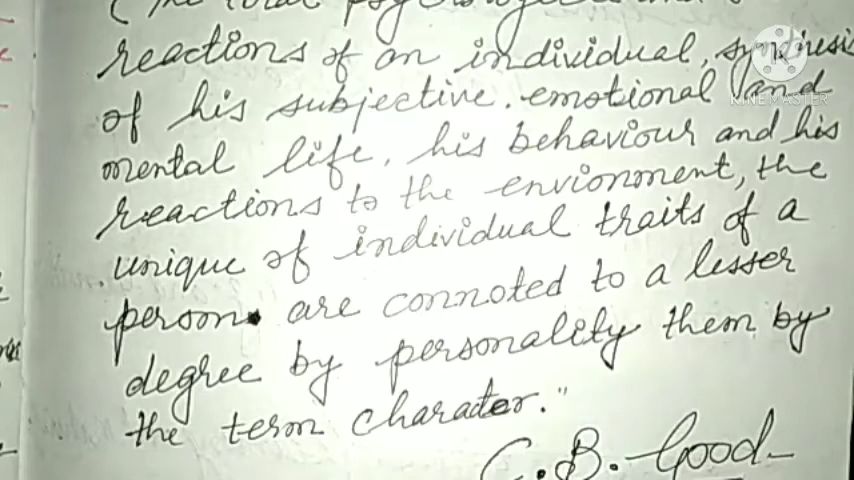 reactions of an individual, synthesis
of his subjective. emotional and
mental life, his behaviour and his
reactions to the envionment, the
unique of individual traits of a
person are connoted to a lesser
degree by personality them by
the term charater."
C. B. Good
KINEMASTER